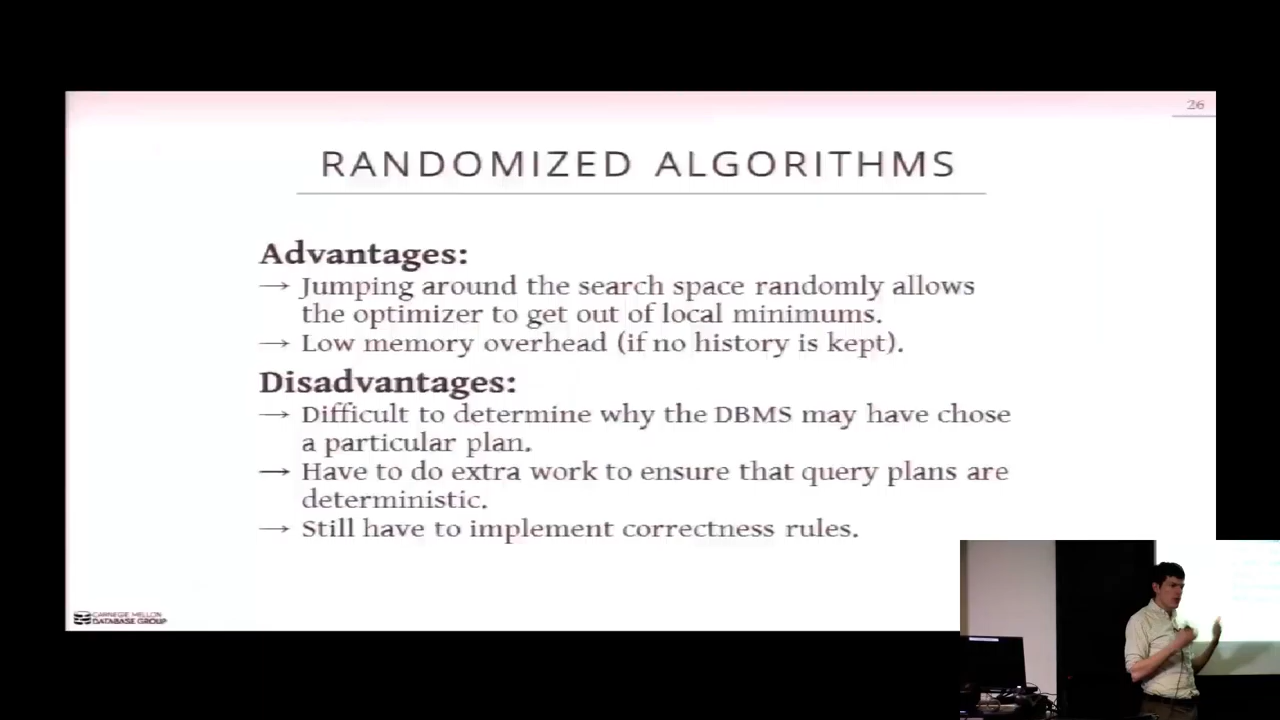 26
RANDOMIZED ALGORITHMS
Advantages:
→ Jumping around the search space randomly allows
the optimizer to get out of local minimums.
→ Low memory overhead (if no history is kept).
Disadvantages:
→ Difficult to determine why the DBMS may have chose
a particular plan.
→ Have to do extra work to ensure that query plans are
deterministic.
→ Still have to implement correctness rules.
CARNEGIE MELLON
DATABASE GROUP